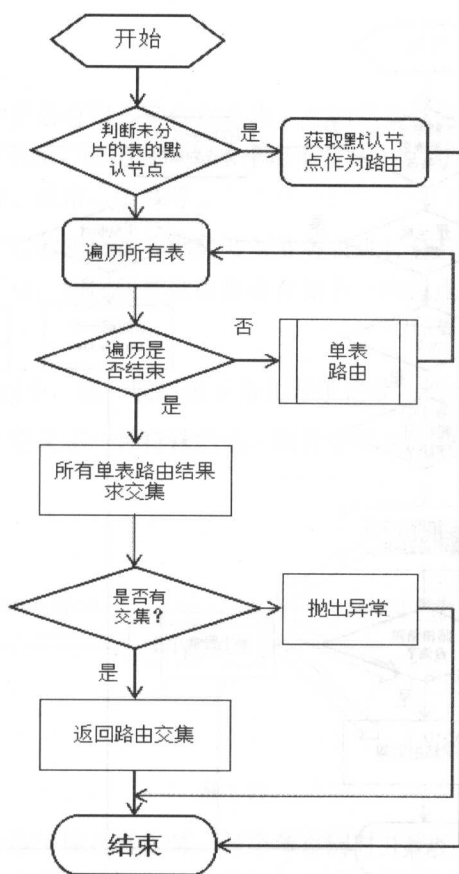 开始
判断未分
片的表的默
认节点
是
获取默认节
点作为路由
遍历所有表
遍历是
否结束
否
单表
路由
是
所有单表路由结果
求交集
是否有
交集?
抛出异常
是
返回路由交集
结束